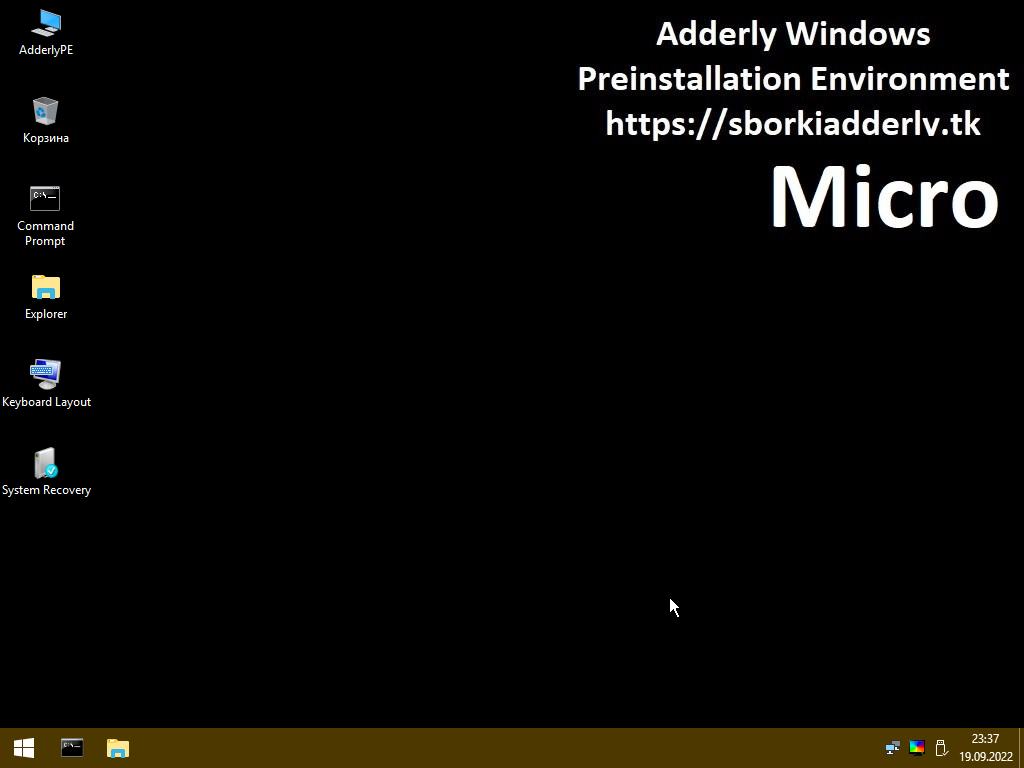 AdderlyPE
Корзина
Command
Prompt
Explorer
Keyboard Layout
System Recovery
Adderly Windows
Preinstallation Environment
https://sborkiadderlv.tk
Micro
23:37
19.09.2022